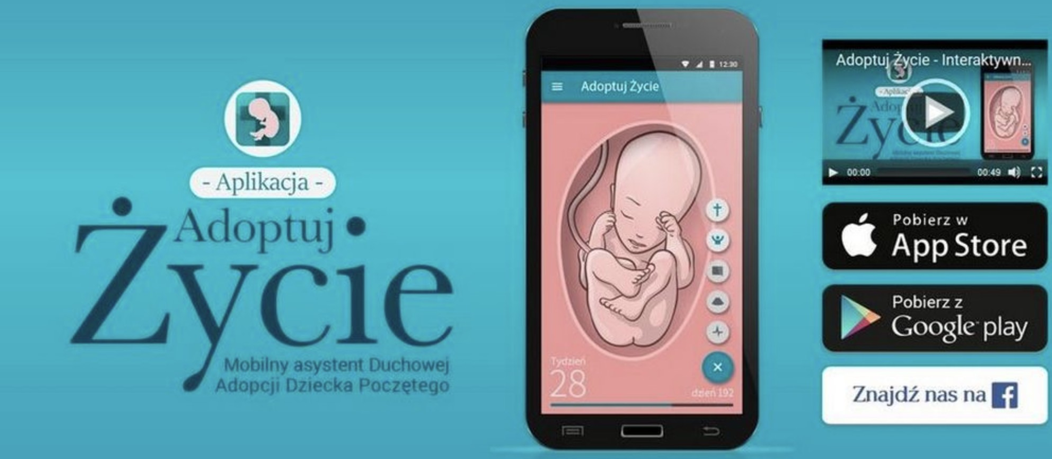 - Aplikacja -
Adoptuj
Życie
Mobilny asystent Duchowej
Adopcji Dziecka Poczętego
12:30
Adoptuj Życie
Tydzień
28
dzień 192
Adoptuj Życie - Interaktywn...
- Aplikacja -
Adoptuj
Życie
00:00
00:49
Pobierz w
App Store
Pobierz z
Google play
Znajdź nas na f